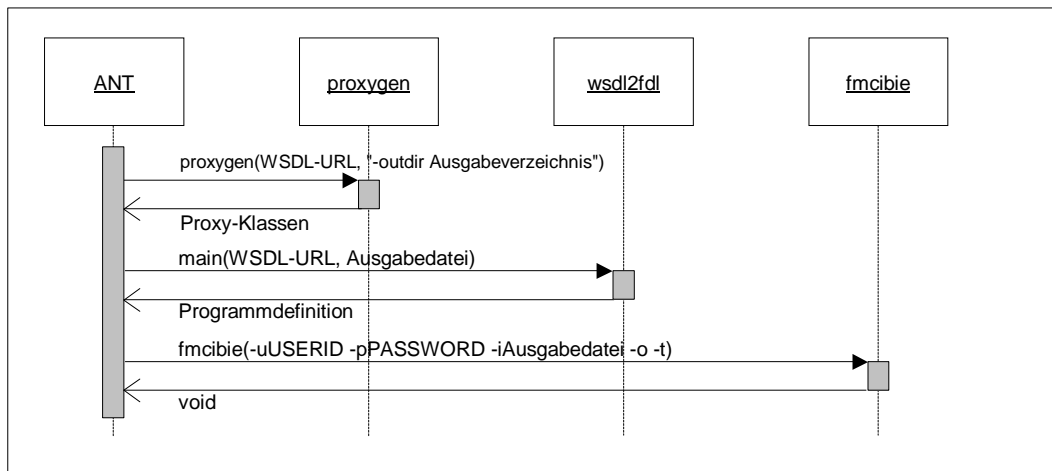 ANT
proxygen
wsdl2fdl
fmcibie
proxygen(WSDL-URL, "-outdir Ausgabeverzeichnis")
Proxy-Klassen
main(WSDL-URL, Ausgabedatei)
Programmdefinition
fmcibie(-uUSERID -pPASSWORD -iAusgabedatei -o -t)
void